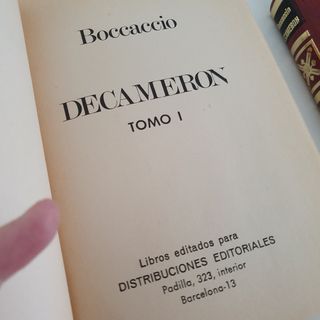 Boccaccio
DECAMERON
TOMO I
Libros editados para
DISTRIBUCIONES EDITORIALES
Padilla, 323, interior
Barcelona-13